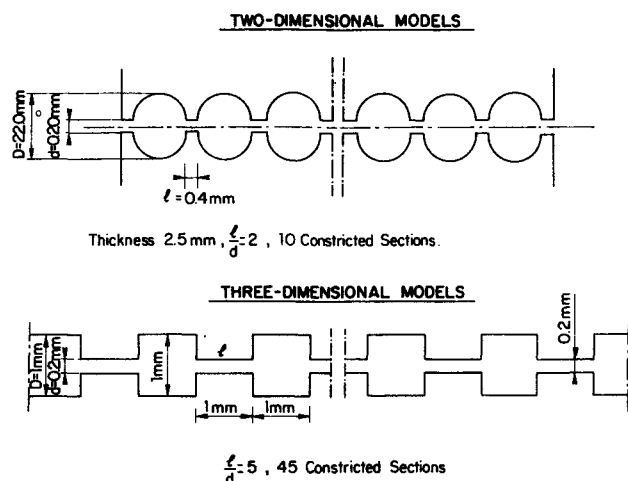 TWO-DIMENSIONAL MODELS
D=22.0mm
d=0.20mm
ℓ = 0.4mm
Thickness 2.5mm, ℓ/d=2, 10 Constricted Sections.
THREE-DIMENSIONAL MODELS
D=1mm
d=0.2mm
1mm
ℓ
0.2mm
1mm
1mm
ℓ/d=5, 45 Constricted Sections